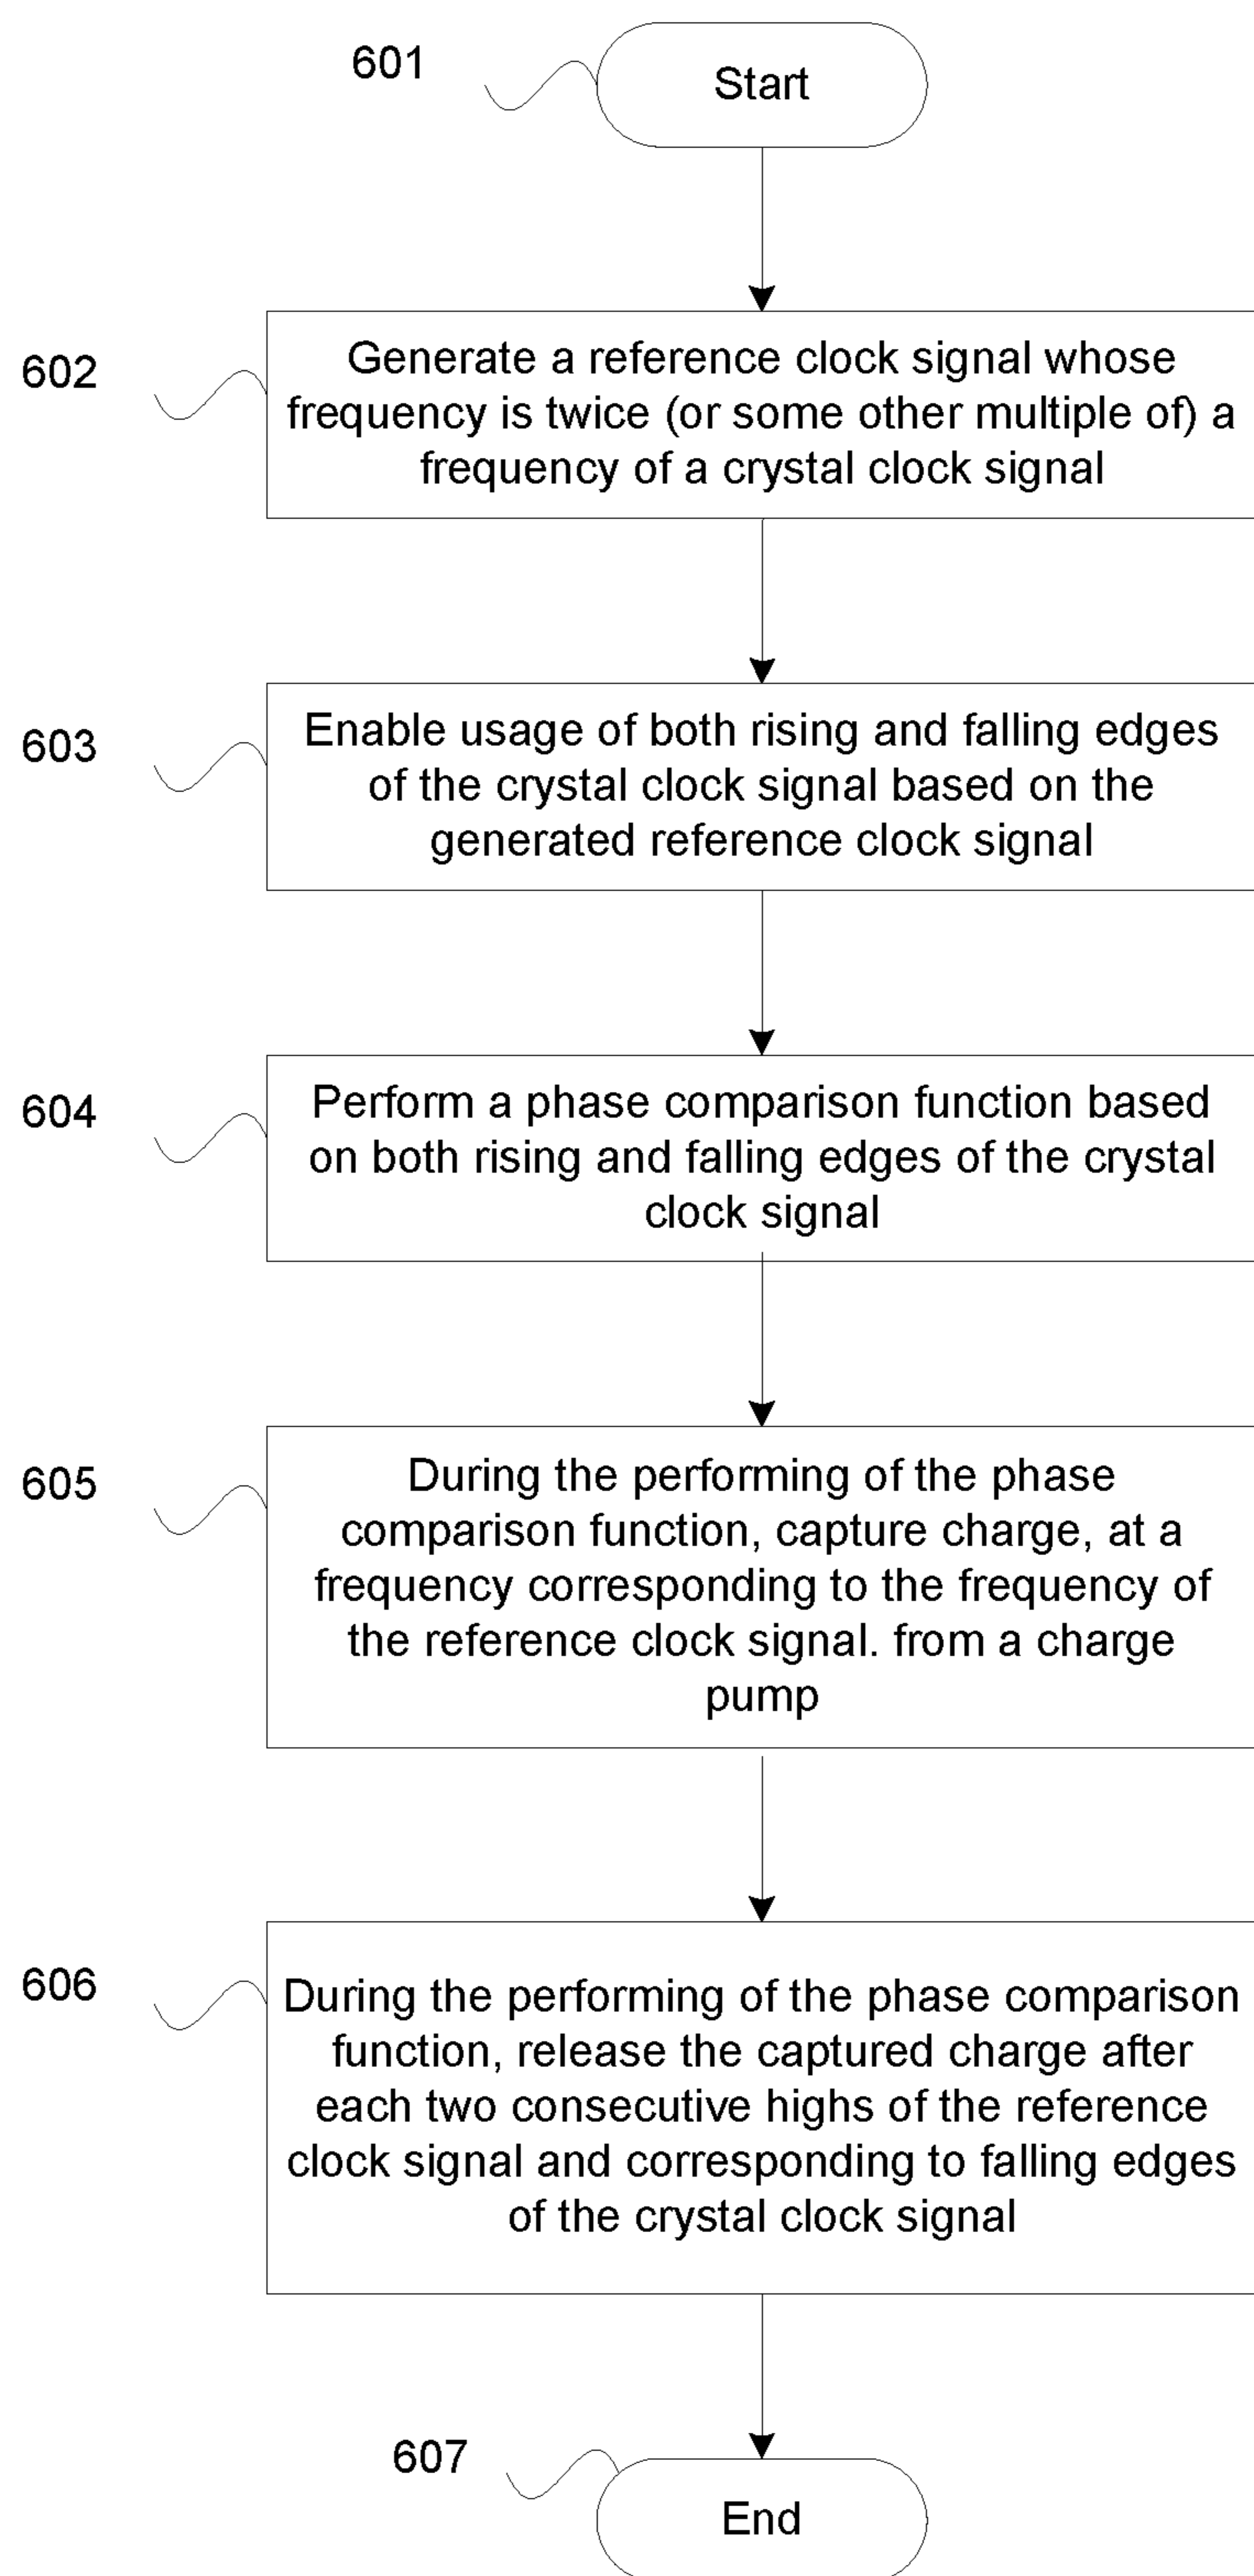 601
Start
602
Generate a reference clock signal whose
frequency is twice (or some other multiple of) a
frequency of a crystal clock signal
603
Enable usage of both rising and falling edges
of the crystal clock signal based on the
generated reference clock signal
604
Perform a phase comparison function based
on both rising and falling edges of the crystal
clock signal
605
During the performing of the phase
comparison function, capture charge, at a
frequency corresponding to the frequency of
the reference clock signal. from a charge
pump
606
During the performing of the phase comparison
function, release the captured charge after
each two consecutive highs of the reference
clock signal and corresponding to falling edges
of the crystal clock signal
607
End